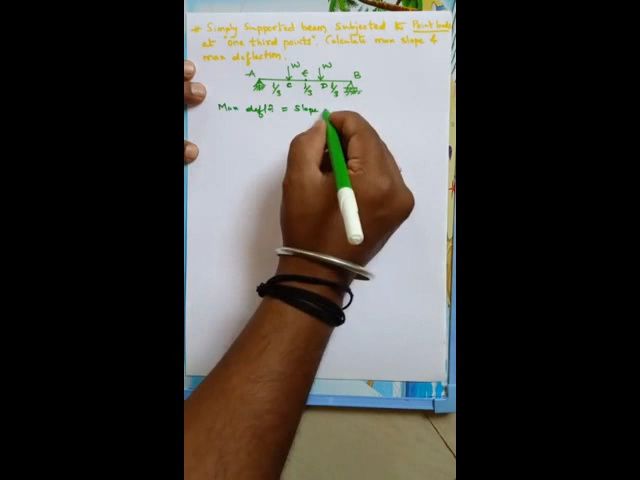 * Simply Supported beam Subjected to Point loads
at "one third points". Calculate max slope &
max deflection.
W W
A E B
l/3 C l/3 D l/3
Max deflⁿ = Slope